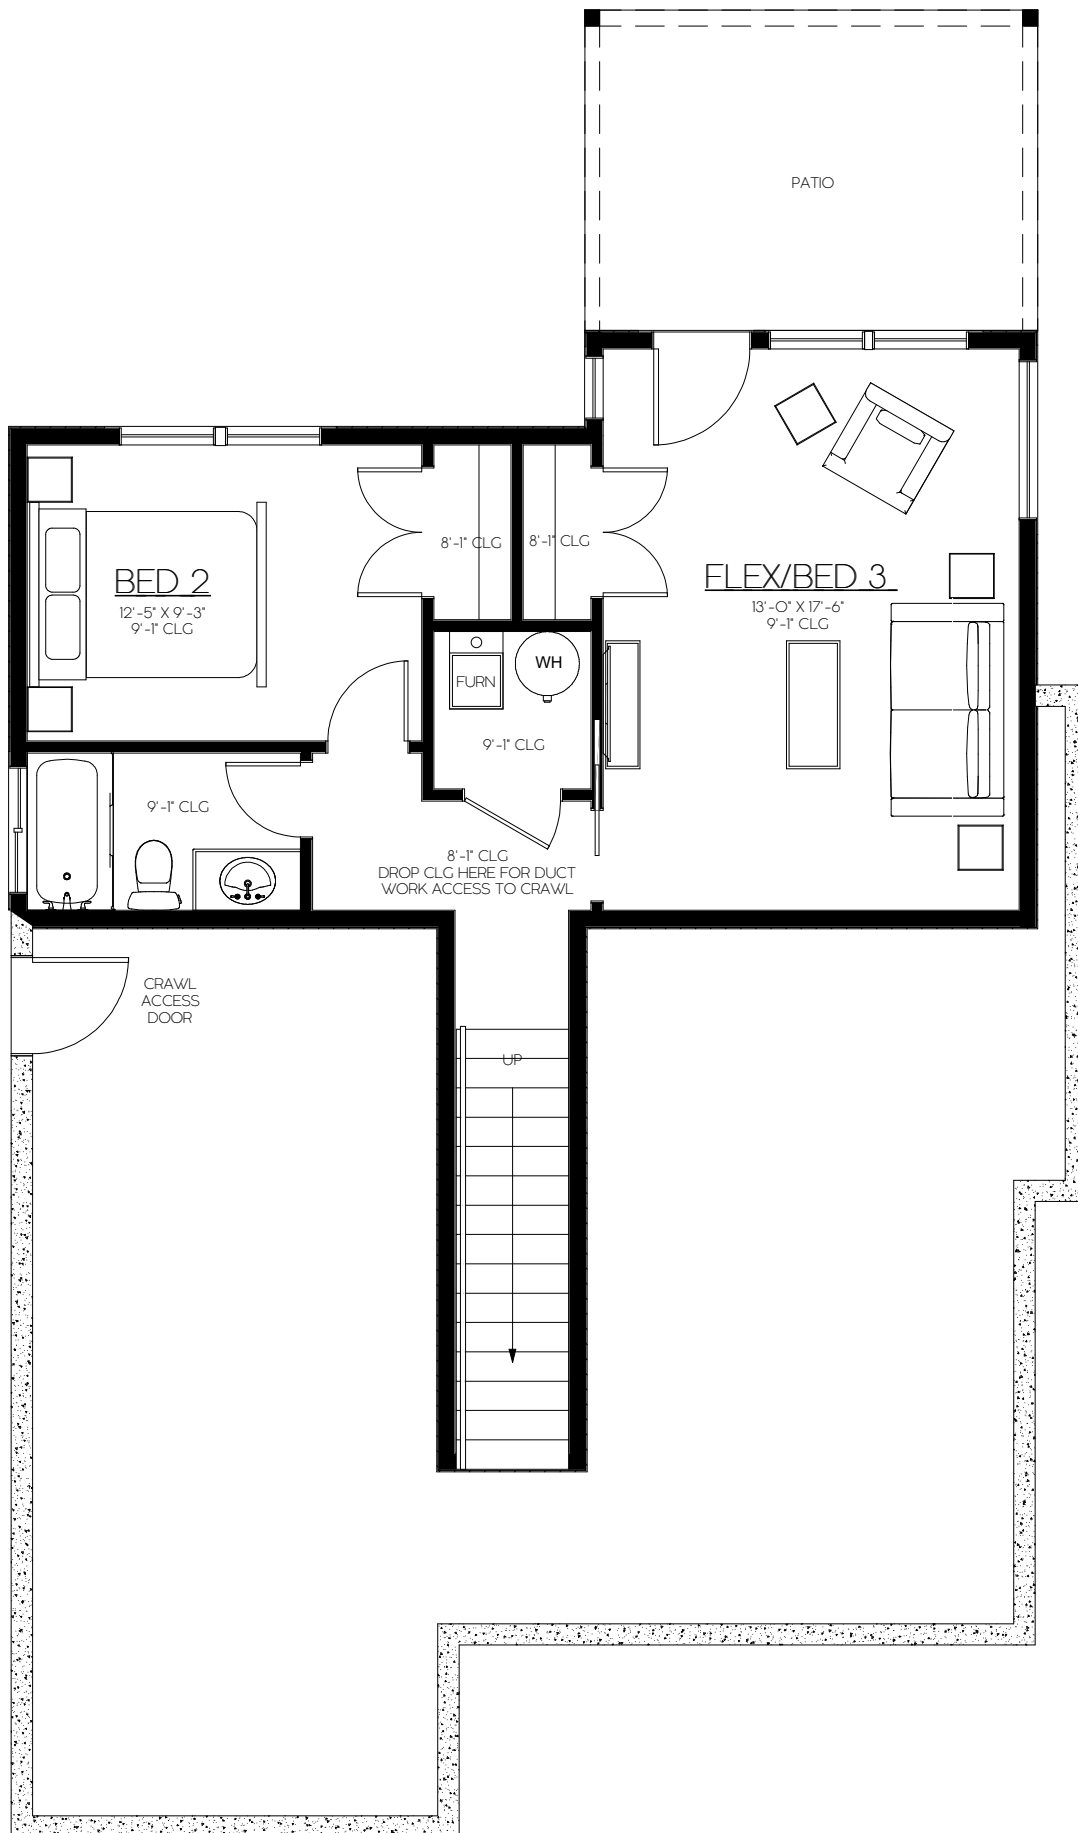 PATIO
8'-1" CLG
8'-1" CLG
BED 2
12'-5" X 9'-3"
9'-1" CLG
FLEX/BED 3
13'-0" X 17'-6"
9'-1" CLG
WH
FURN
9'-1" CLG
9'-1" CLG
8'-1" CLG
DROP CLG HERE FOR DUCT
WORK ACCESS TO CRAWL
CRAWL
ACCESS
DOOR
UP